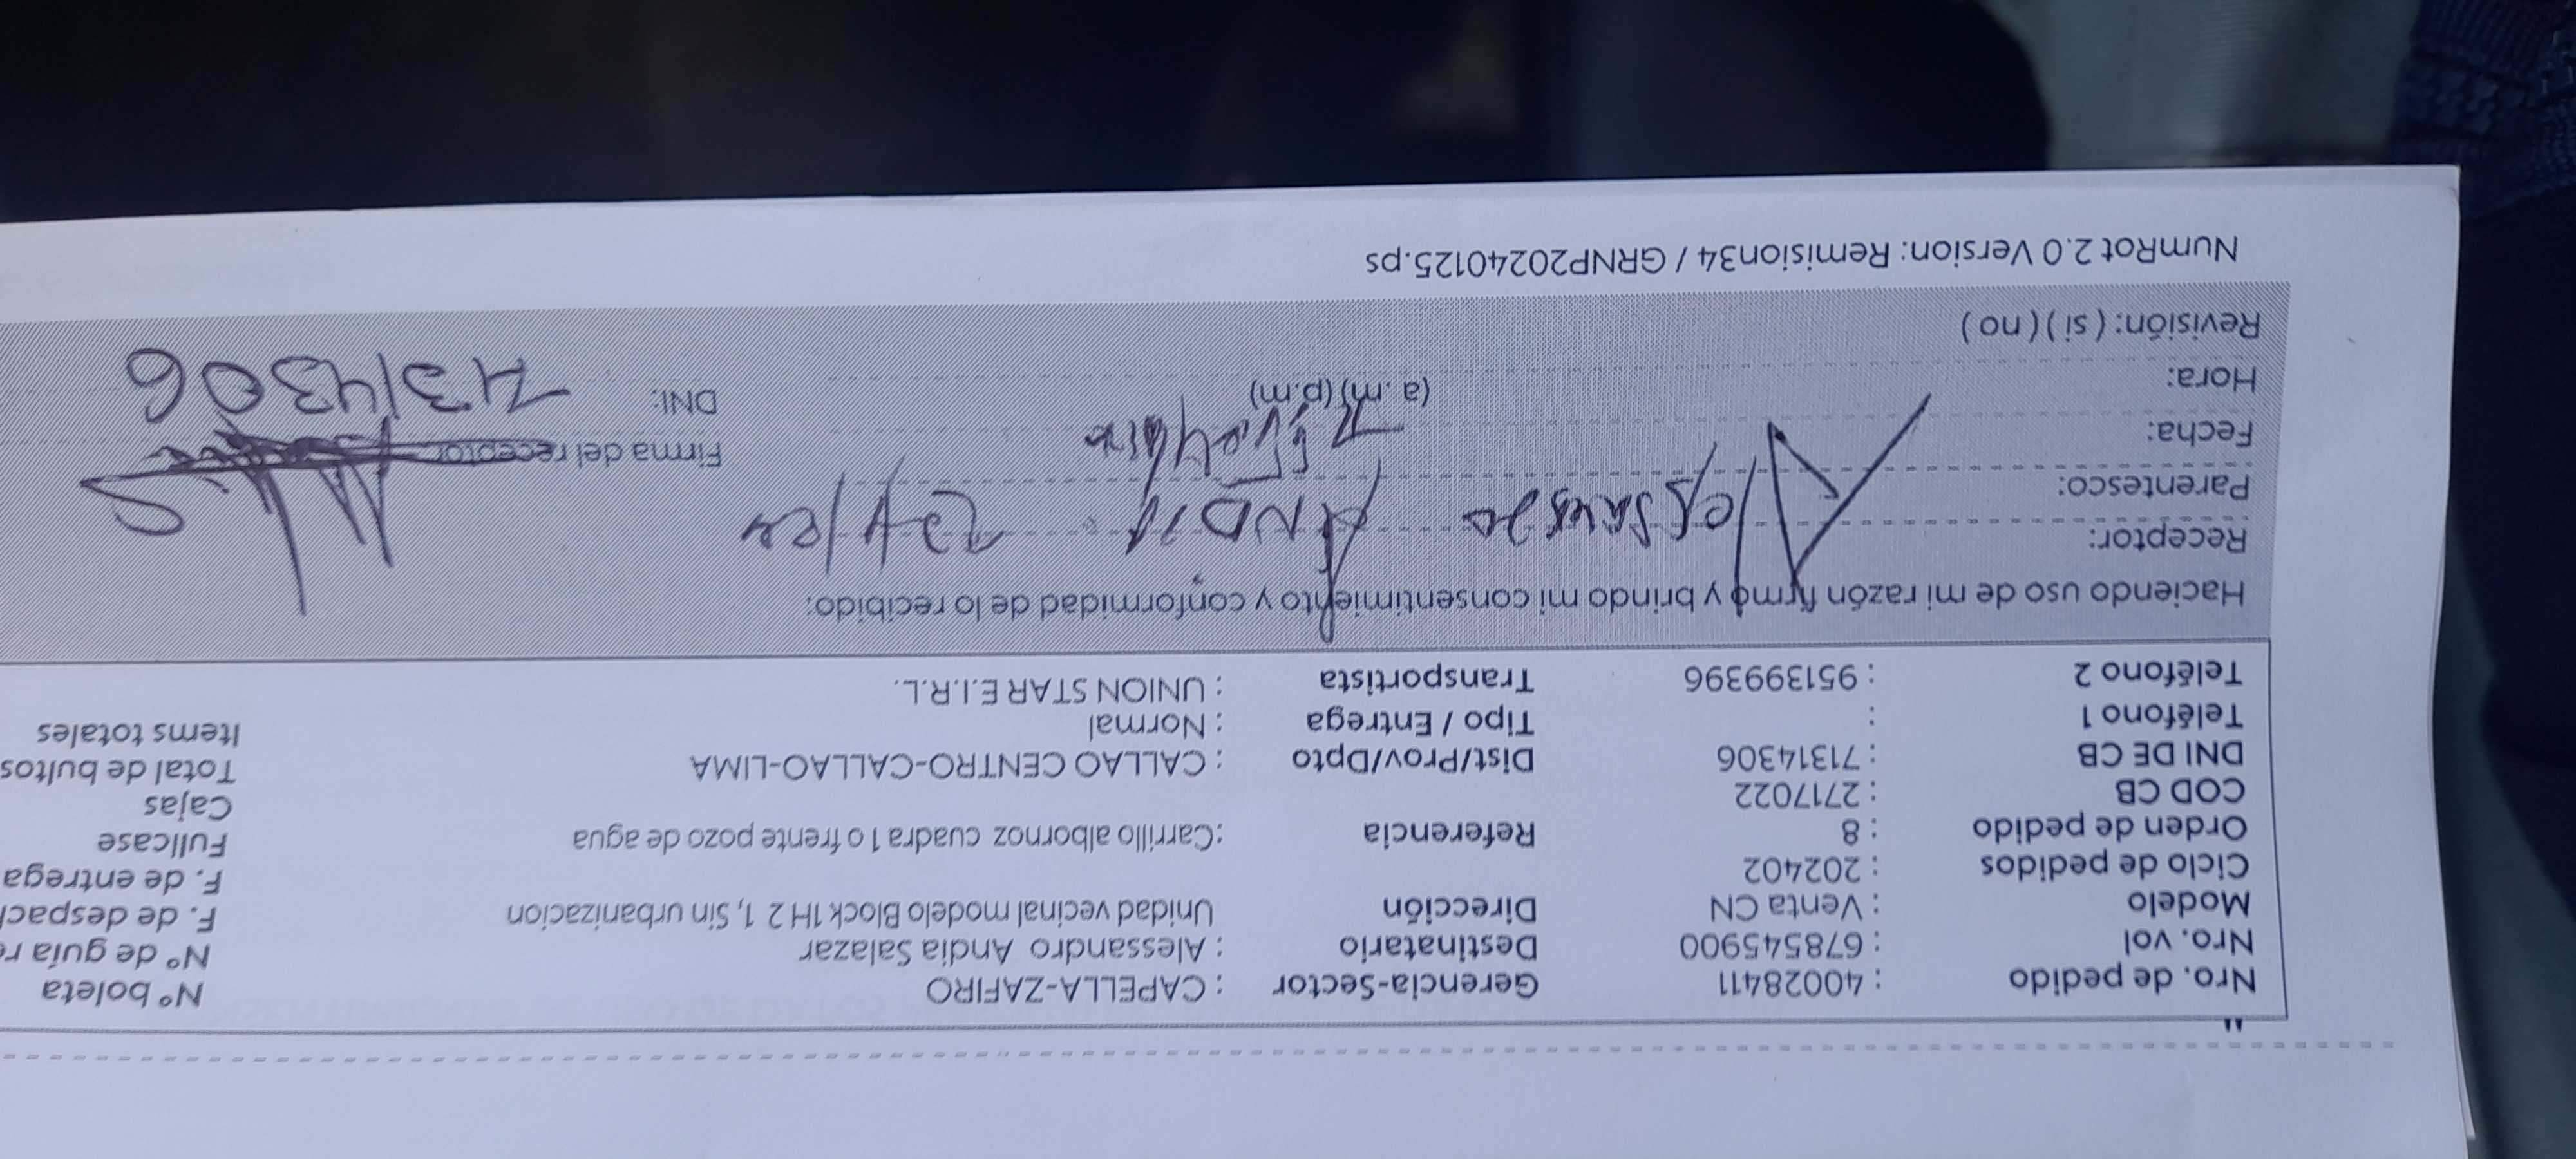 Nro. de pedido : 40028411 Gerencia-Sector : CAPELLA-ZAFIRO Nº boleta
Nro. vol : 678545900 Destinatario : Alessandro Andia Salazar Nº de guía
Modelo : Venta CN Dirección Unidad vecinal modelo Block 1H 2 1, Sin urbanizacion F. de despach
Ciclo de pedidos : 202402 F. de entrega
Orden de pedido : 8 Referencia :Carrillo albornoz cuadra 1 o frente pozo de agua Fullcase
COD CB : 2717022 Cajas
DNI DE CB : 71314306 Dist/Prov/Dpto : CALLAO CENTRO-CALLAO-LIMA Total de bultos
Teléfono 1 : Tipo / Entrega : Normal Items totales
Teléfono 2 : 951399396 Transportista : UNION STAR E.I.R.L.
Haciendo uso de mi razón firmo y brindo mi consentimiento y conformidad de lo recibido:
Receptor: Alessandro
Parentesco:
Fecha: Firma del receptor
Hora: (a. m) (p.m) DNI: 71314306
Revisión: ( si ) ( no )
NumRot 2.0 Version: Remision34 / GRNP20240125.ps